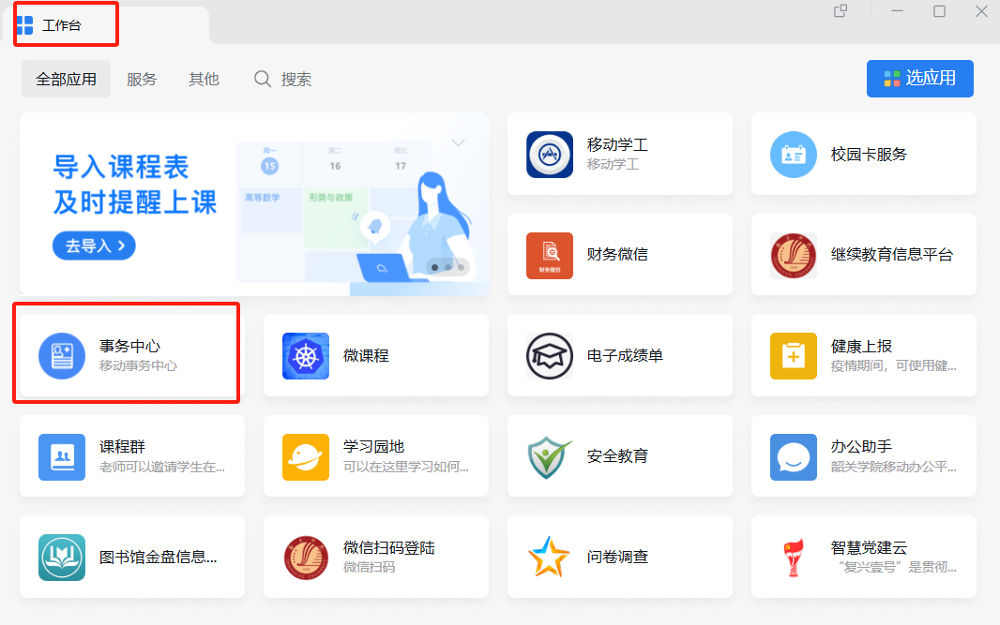 工作台
全部应用
服务
其他
搜索
选应用
导入课程表
及时提醒上课
去导入
周一
周二
周三
15
16
17
高等数学
形势与政策
移动学工
移动学工
校园卡服务
财务微信
财务微信
继续教育信息平台
事务中心
移动事务中心
微课程
电子成绩单
健康上报
疫情期间，可使用健...
课程群
老师可以邀请学生在...
学习园地
可以在这里学习如何...
安全教育
办公助手
韶关学院移动办公平...
图书馆金盘信息...
微信扫码登陆
微信扫码
问卷调查
智慧党建云
“复兴壹号”是贯彻...